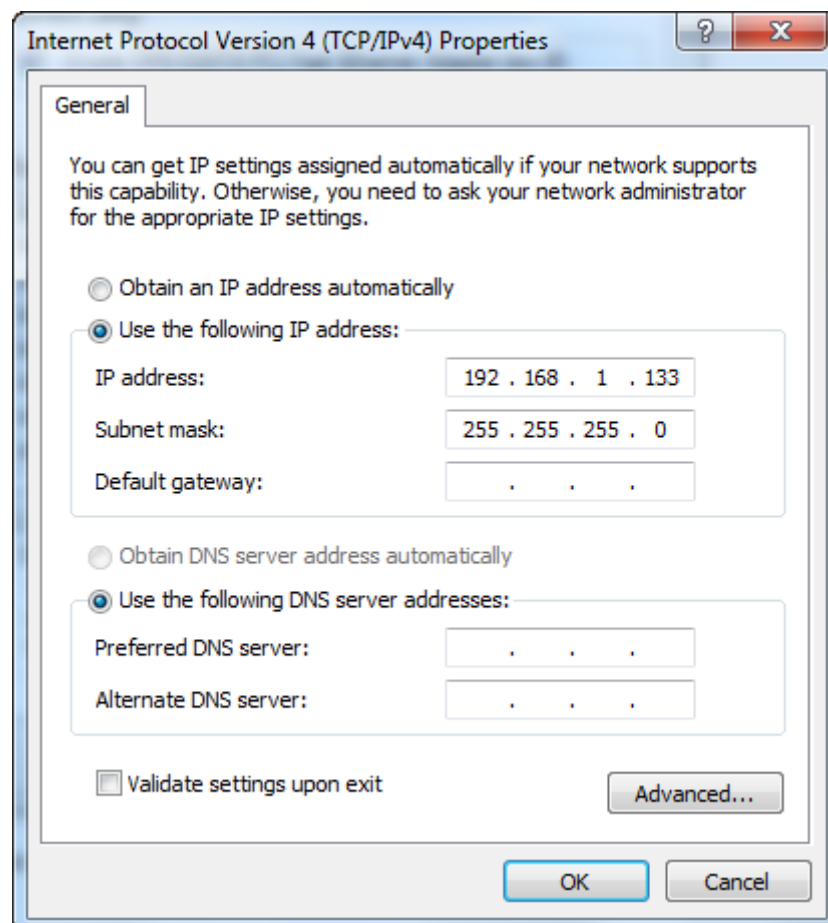 Internet Protocol Version 4 (TCP/IPv4) Properties
?
X
General
You can get IP settings assigned automatically if your network supports
this capability. Otherwise, you need to ask your network administrator
for the appropriate IP settings.
Obtain an IP address automatically
Use the following IP address:
IP address: 192 . 168 . 1 . 133
Subnet mask: 255 . 255 . 255 . 0
Default gateway: . . .
Obtain DNS server address automatically
Use the following DNS server addresses:
Preferred DNS server: . . .
Alternate DNS server: . . .
Validate settings upon exit
Advanced...
OK Cancel